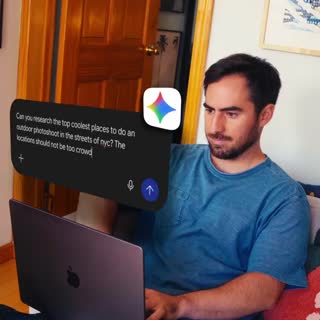 Can you research the top coolest places to do an
outdoor photoshoot in the streets of nyc? The
locations should not be too crowd